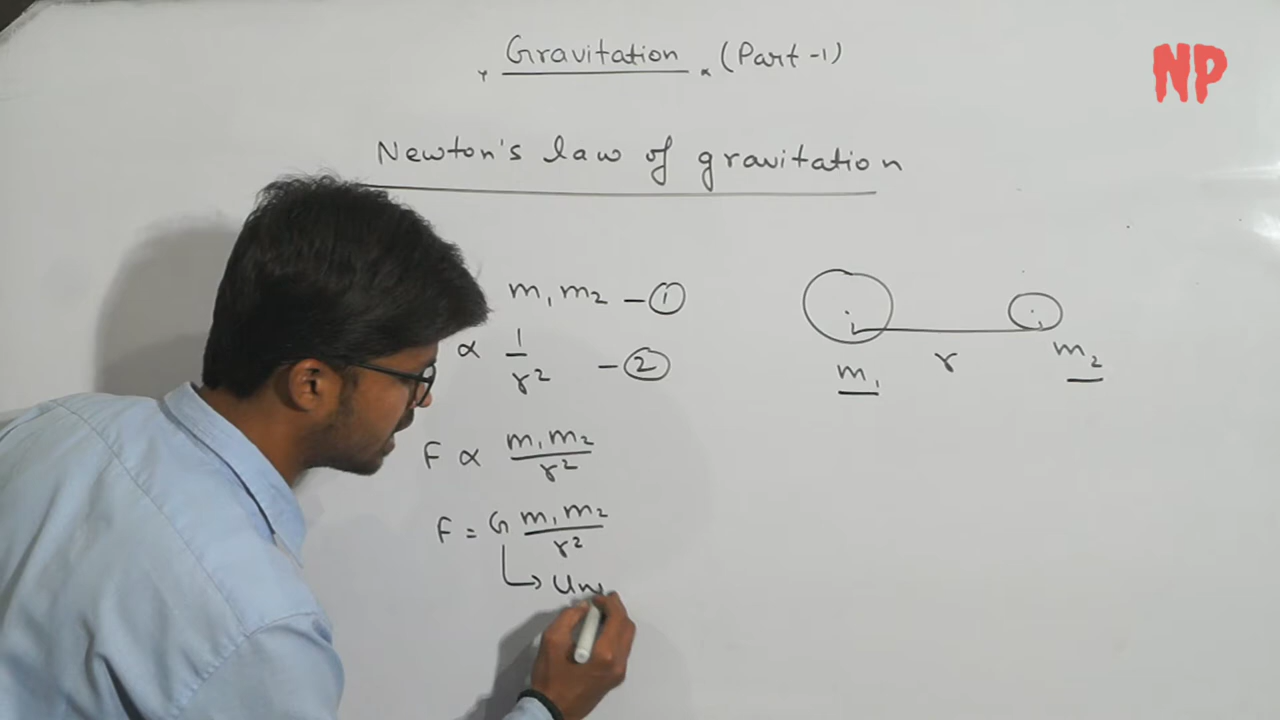 Gravitation (Part-1)
NP
Newton's law of gravitation
m₁m₂ — ①
∝ 1/r² — ②
m₁ r m₂
F ∝ m₁m₂/r²
F = G m₁m₂/r²
↳ Uni